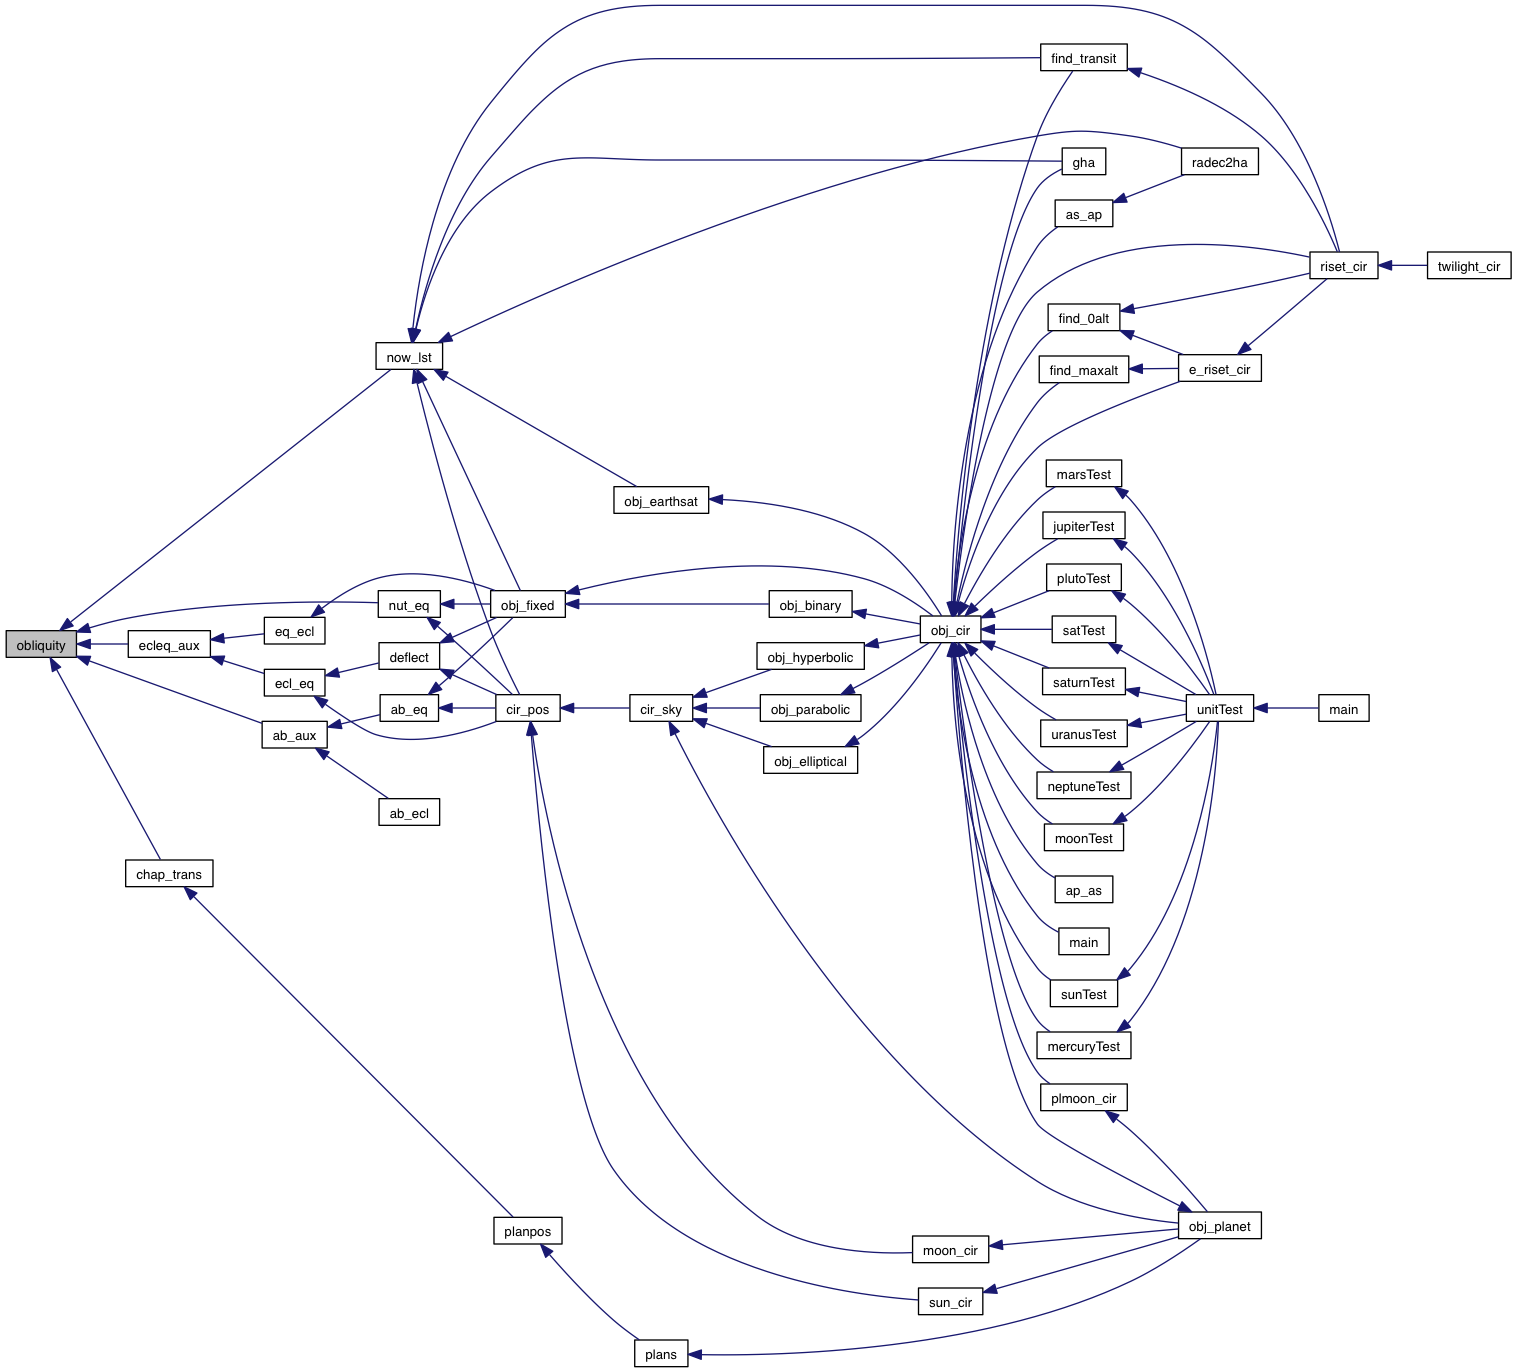 find_transit
gha
radec2ha
as_ap
riset_cir
twilight_cir
find_0alt
now_lst
find_maxalt
e_riset_cir
marsTest
obj_earthsat
jupiterTest
plutoTest
nut_eq
obj_fixed
obj_binary
eq_ecl
obj_cir
satTest
obliquity
ecleq_aux
deflect
obj_hyperbolic
ecl_eq
saturnTest
ab_eq
cir_pos
cir_sky
obj_parabolic
unitTest
main
ab_aux
uranusTest
obj_elliptical
neptuneTest
ab_ecl
moonTest
chap_trans
ap_as
main
sunTest
mercuryTest
plmoon_cir
planpos
obj_planet
moon_cir
sun_cir
plans